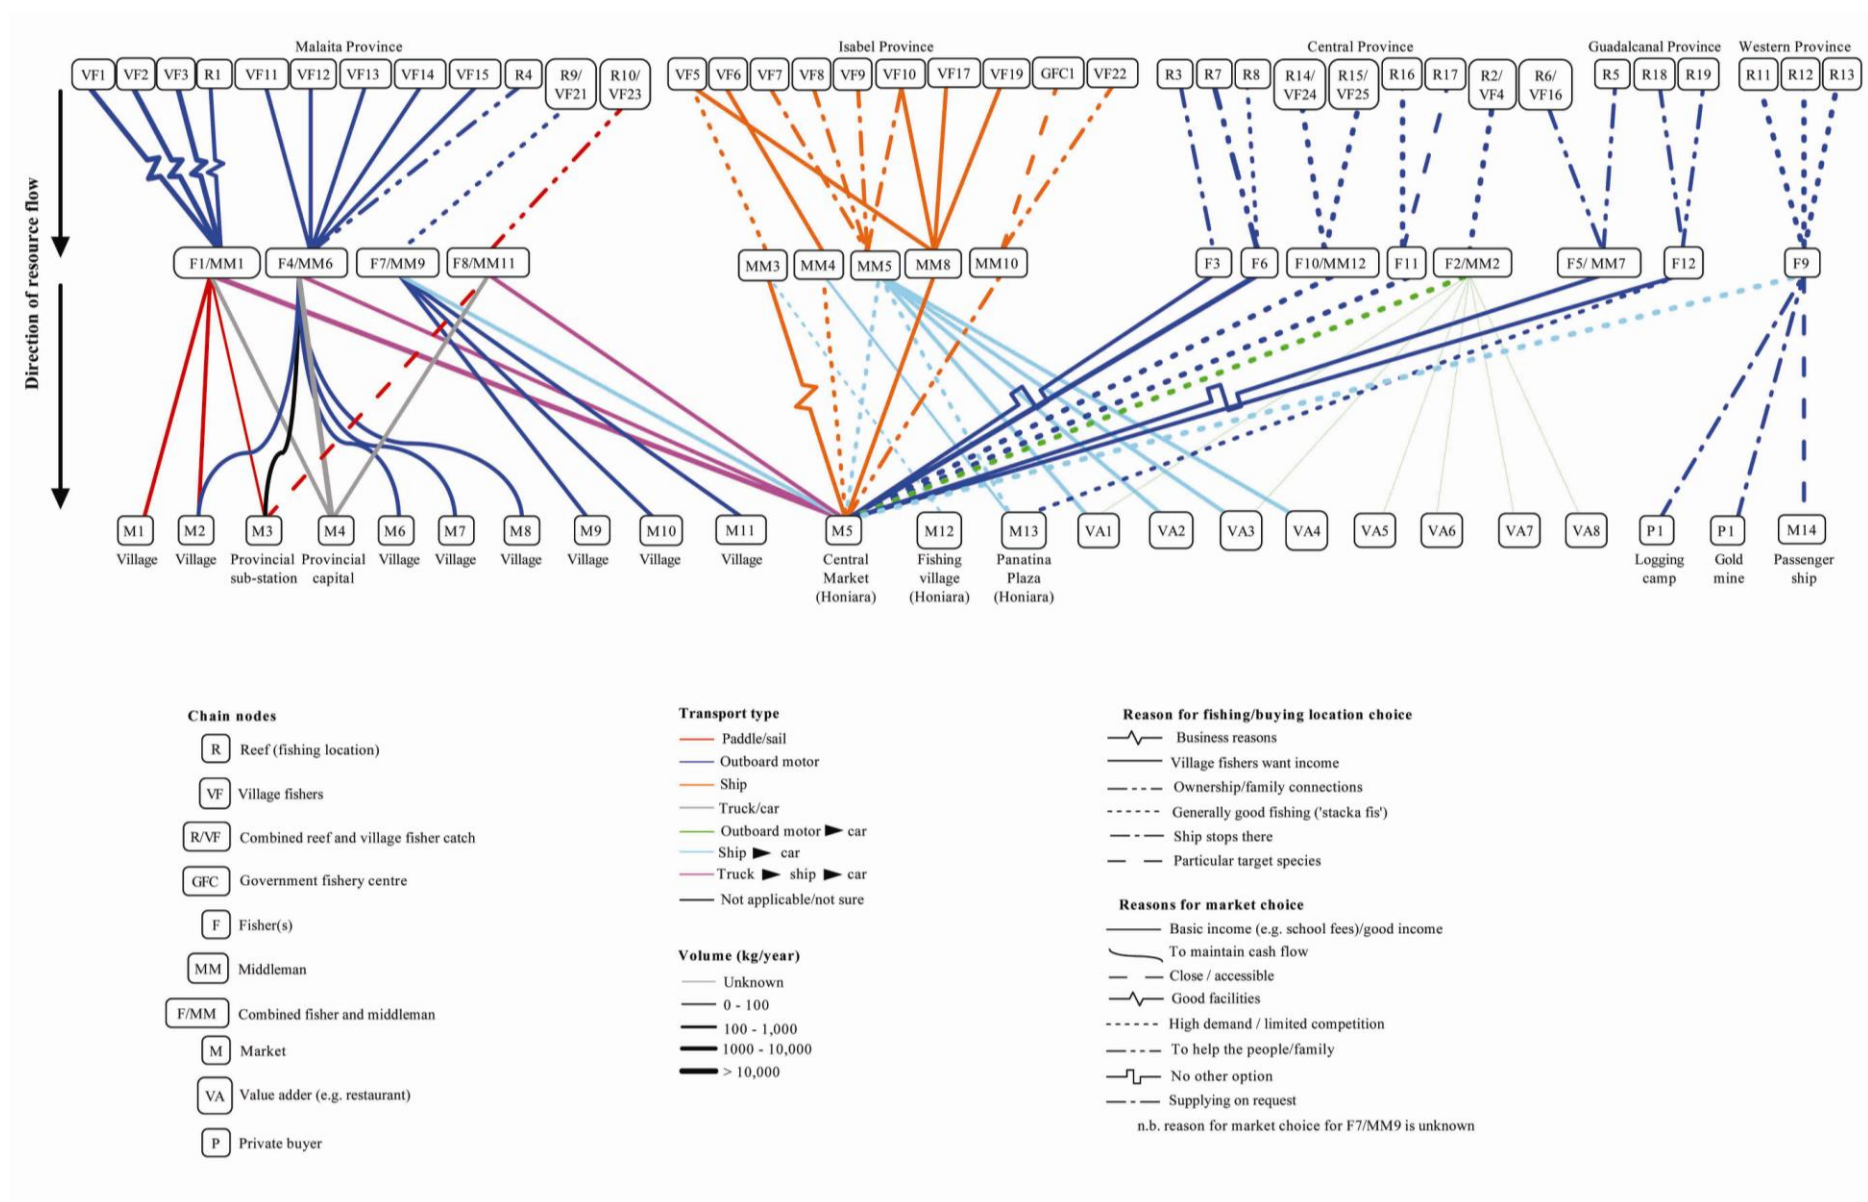 Malaita Province
Isabel Province
Central Province
Guadalcanal Province
Western Province
VF1
VF2
VF3
R1
VF11
VF12
VF13
VF14
VF15
R4
R9/
VF21
R10/
VF23
VF5
VF6
VF7
VF8
VF9
VF10
VF17
VF19
GFC1
VF22
R3
R7
R8
R14/
VF24
R15/
VF25
R16
R17
R2/
VF4
R6/
VF16
R5
R18
R19
R11
R12
R13
Direction of resource flow
F1/MM1
F4/MM6
F7/MM9
F8/MM11
MM3
MM4
MM5
MM8
MM10
F3
F6
F10/MM12
F11
F2/MM2
F5/ MM7
F12
F9
M1
M2
M3
M4
M6
M7
M8
M9
M10
M11
M5
M12
M13
VA1
VA2
VA3
VA4
VA5
VA6
VA7
VA8
P1
P1
M14
Village
Village
Provincial
sub-station
Provincial
capital
Village
Village
Village
Village
Village
Village
Central
Market
(Honiara)
Fishing
village
(Honiara)
Panatina
Plaza
(Honiara)
Logging
camp
Gold
mine
Passenger
ship
Chain nodes
R Reef (fishing location)
VF Village fishers
R/VF Combined reef and village fisher catch
GFC Government fishery centre
F Fisher(s)
MM Middleman
F/MM Combined fisher and middleman
M Market
VA Value adder (e.g. restaurant)
P Private buyer
Transport type
Paddle/sail
Outboard motor
Ship
Truck/car
Outboard motor ► car
Ship ► car
Truck ► ship ► car
Not applicable/not sure
Volume (kg/year)
Unknown
0 - 100
100 - 1,000
1000 - 10,000
> 10,000
Reason for fishing/buying location choice
Business reasons
Village fishers want income
Ownership/family connections
Generally good fishing ('stacka fis')
Ship stops there
Particular target species
Reasons for market choice
Basic income (e.g. school fees)/good income
To maintain cash flow
Close / accessible
Good facilities
High demand / limited competition
To help the people/family
No other option
Supplying on request
n.b. reason for market choice for F7/MM9 is unknown